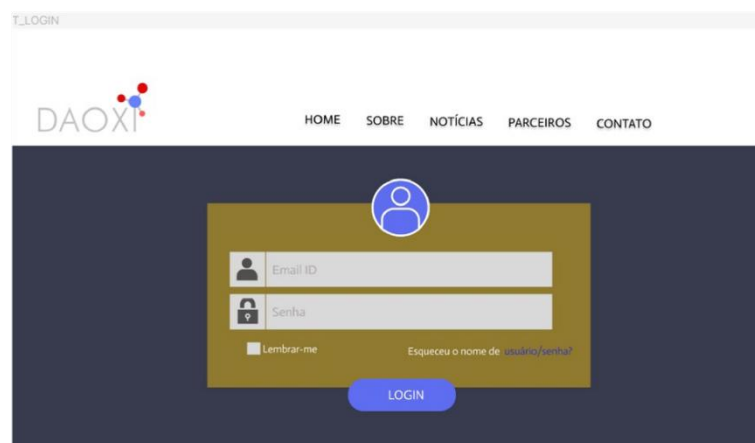 T_LOGIN
DAOXI
HOME SOBRE NOTÍCIAS PARCEIROS CONTATO
Email ID
Senha
Lembrar-me Esqueceu o nome de usuário/senha?
LOGIN